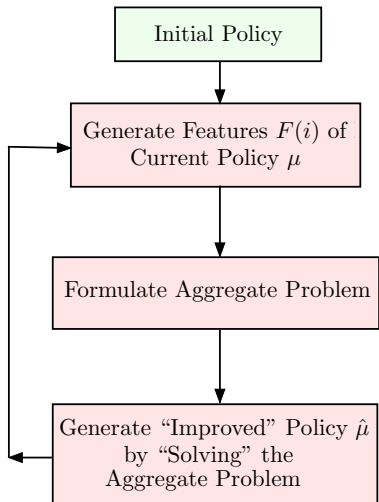 Initial Policy
Generate Features F(i) of
Current Policy μ
Formulate Aggregate Problem
Generate “Improved” Policy μ̂
by “Solving” the
Aggregate Problem